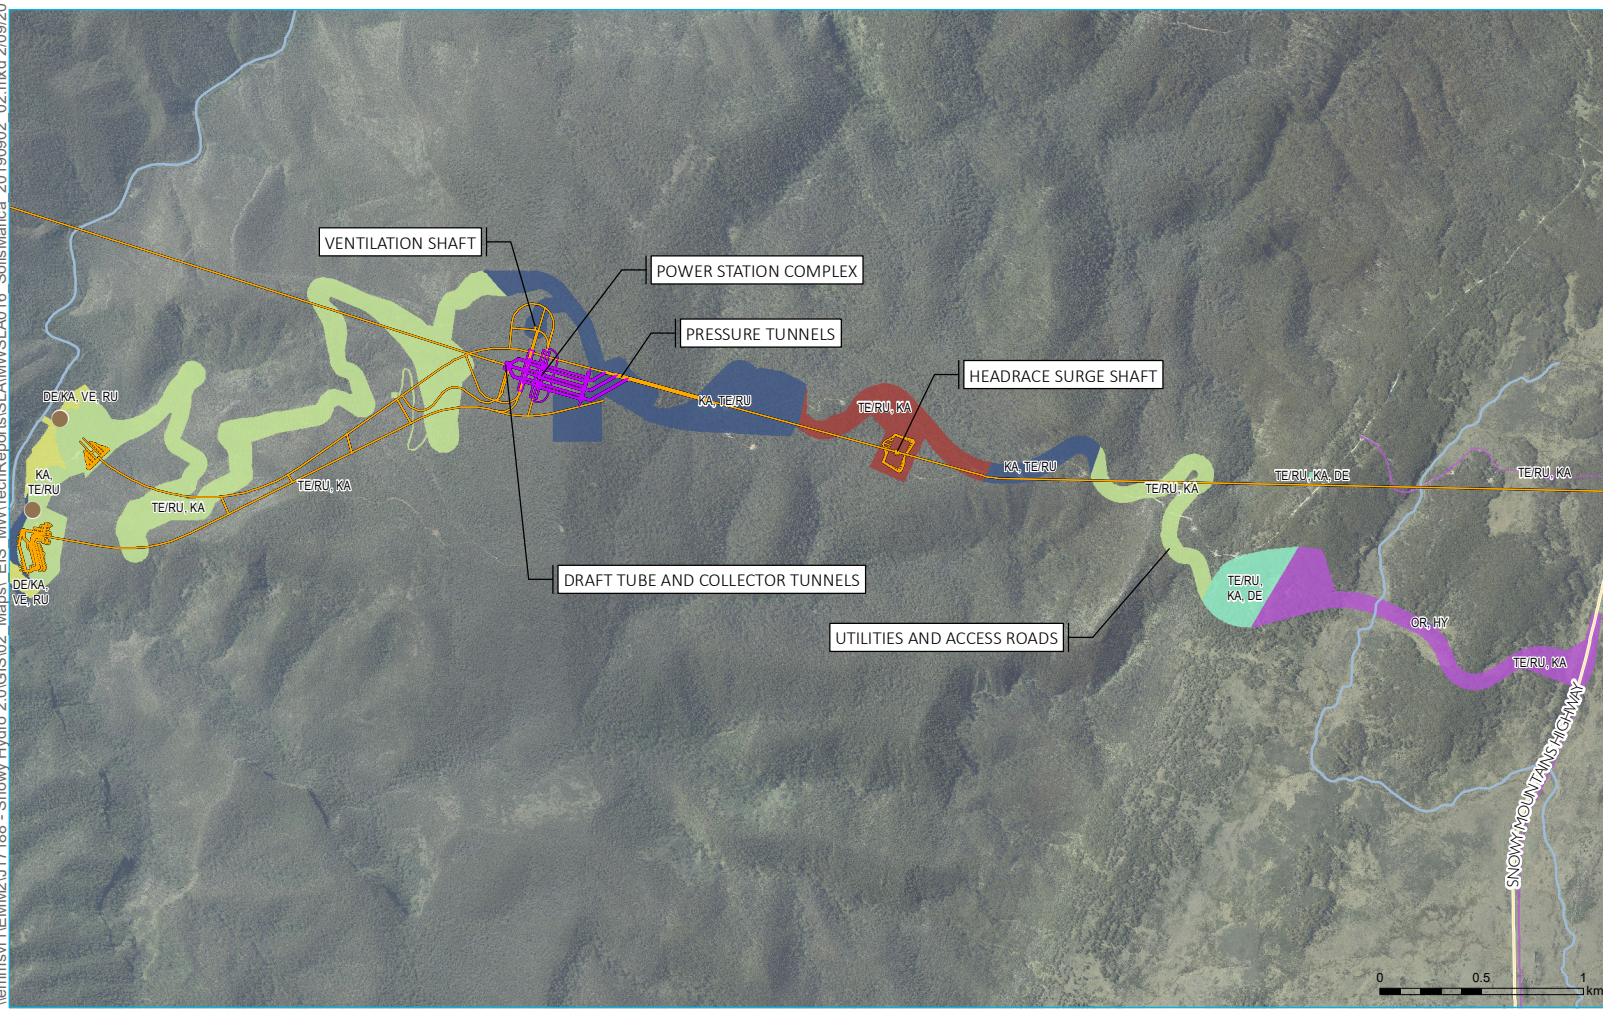 VENTILATION SHAFT
POWER STATION COMPLEX
PRESSURE TUNNELS
HEADRACE SURGE SHAFT
DE/KA, VE, RU
KA, TE/RU
TE/RU, KA
KA,
TE/RU
KA, TE/RU
TE/RU, KA
TE/RU, KA
TE/RU, KA
TE/RU, KA, DE
TE/RU, KA
TE/RU, KA
DE/KA,
VE, RU
DRAFT TUBE AND COLLECTOR TUNNELS
TE/RU,
KA, DE
OR, HY
UTILITIES AND ACCESS ROADS
TE/RU, KA
SNOWY MOUNTAINS HIGHWAY
0 0.5 1
km